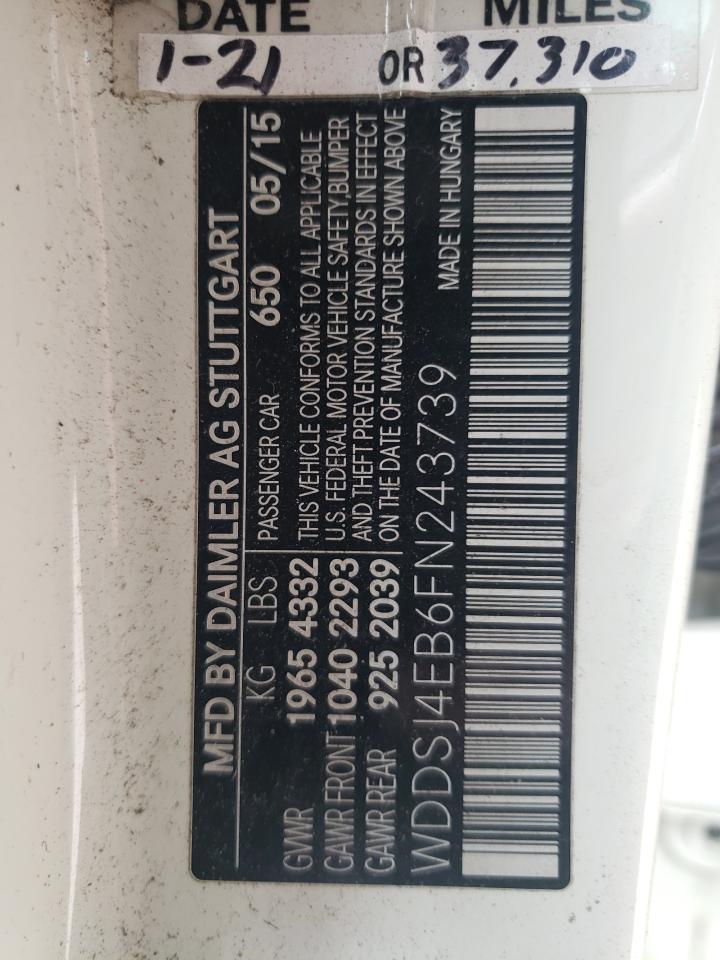 DATE MILES
1-21 OR 37,310
MFD BY DAIMLER AG STUTTGART
KG LBS PASSENGER CAR 650 05/15
GVWR 1965 4332 THIS VEHICLE CONFORMS TO ALL APPLICABLE
GAWR FRONT 1040 2293 U.S. FEDERAL MOTOR VEHICLE SAFETY BUMPER
AND THEFT PREVENTION STANDARDS IN EFFECT
GAWR REAR 925 2039 ON THE DATE OF MANUFACTURE SHOWN ABOVE
WDDSJ4EB6FN243739 MADE IN HUNGARY